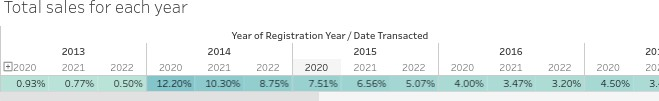 Total sales for each year
Year of Registration Year / Date Transacted
2013 2014 2015 2016
2020 2021 2022 2020 2021 2022 2020 2021 2022 2020 2021 2022 2020 2021
0.93% 0.77% 0.50% 12.20% 10.30% 8.75% 7.51% 6.56% 5.07% 4.00% 3.47% 3.20% 4.50%